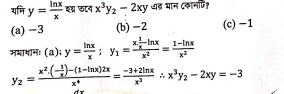 যদি y = lnx/x হয় তবে x³y₂ − 2xy এর মান কোনটি?
(a) −3 (b) −2 (c) −1
সমাধান: (a); y = lnx/x ; y₁ = (x.1/x−lnx)/x² = (1−lnx)/x²
y₂ = (x².(−1/x)−(1−lnx)2x)/x⁴ = (−3+2lnx)/x³ ∴ x³y₂ − 2xy = −3
dx